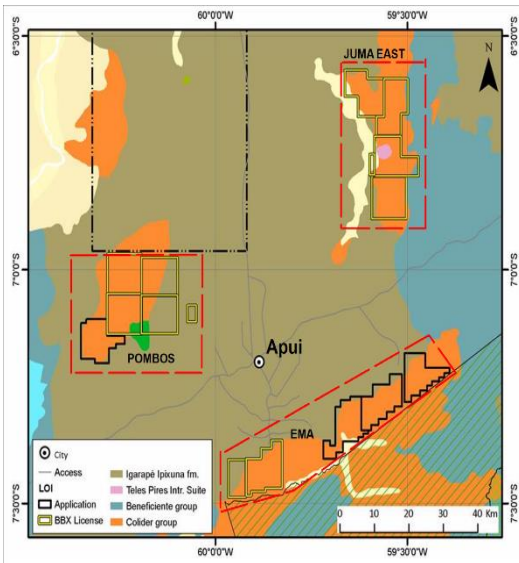 60°0'0"W
59°30'0"W
6°30'0"S
6°30'0"S
JUMA EAST
N
7°0'0"S
7°0'0"S
POMBOS
Apui
EMA
City
Access
LOI
Application
BBX License
Igarapé Ipixuna fm.
Teles Pires Intr. Suite
Beneficiente group
Colider group
0 10 20 30 40 Km
7°30'0"S
7°30'0"S
60°0'0"W
59°30'0"W